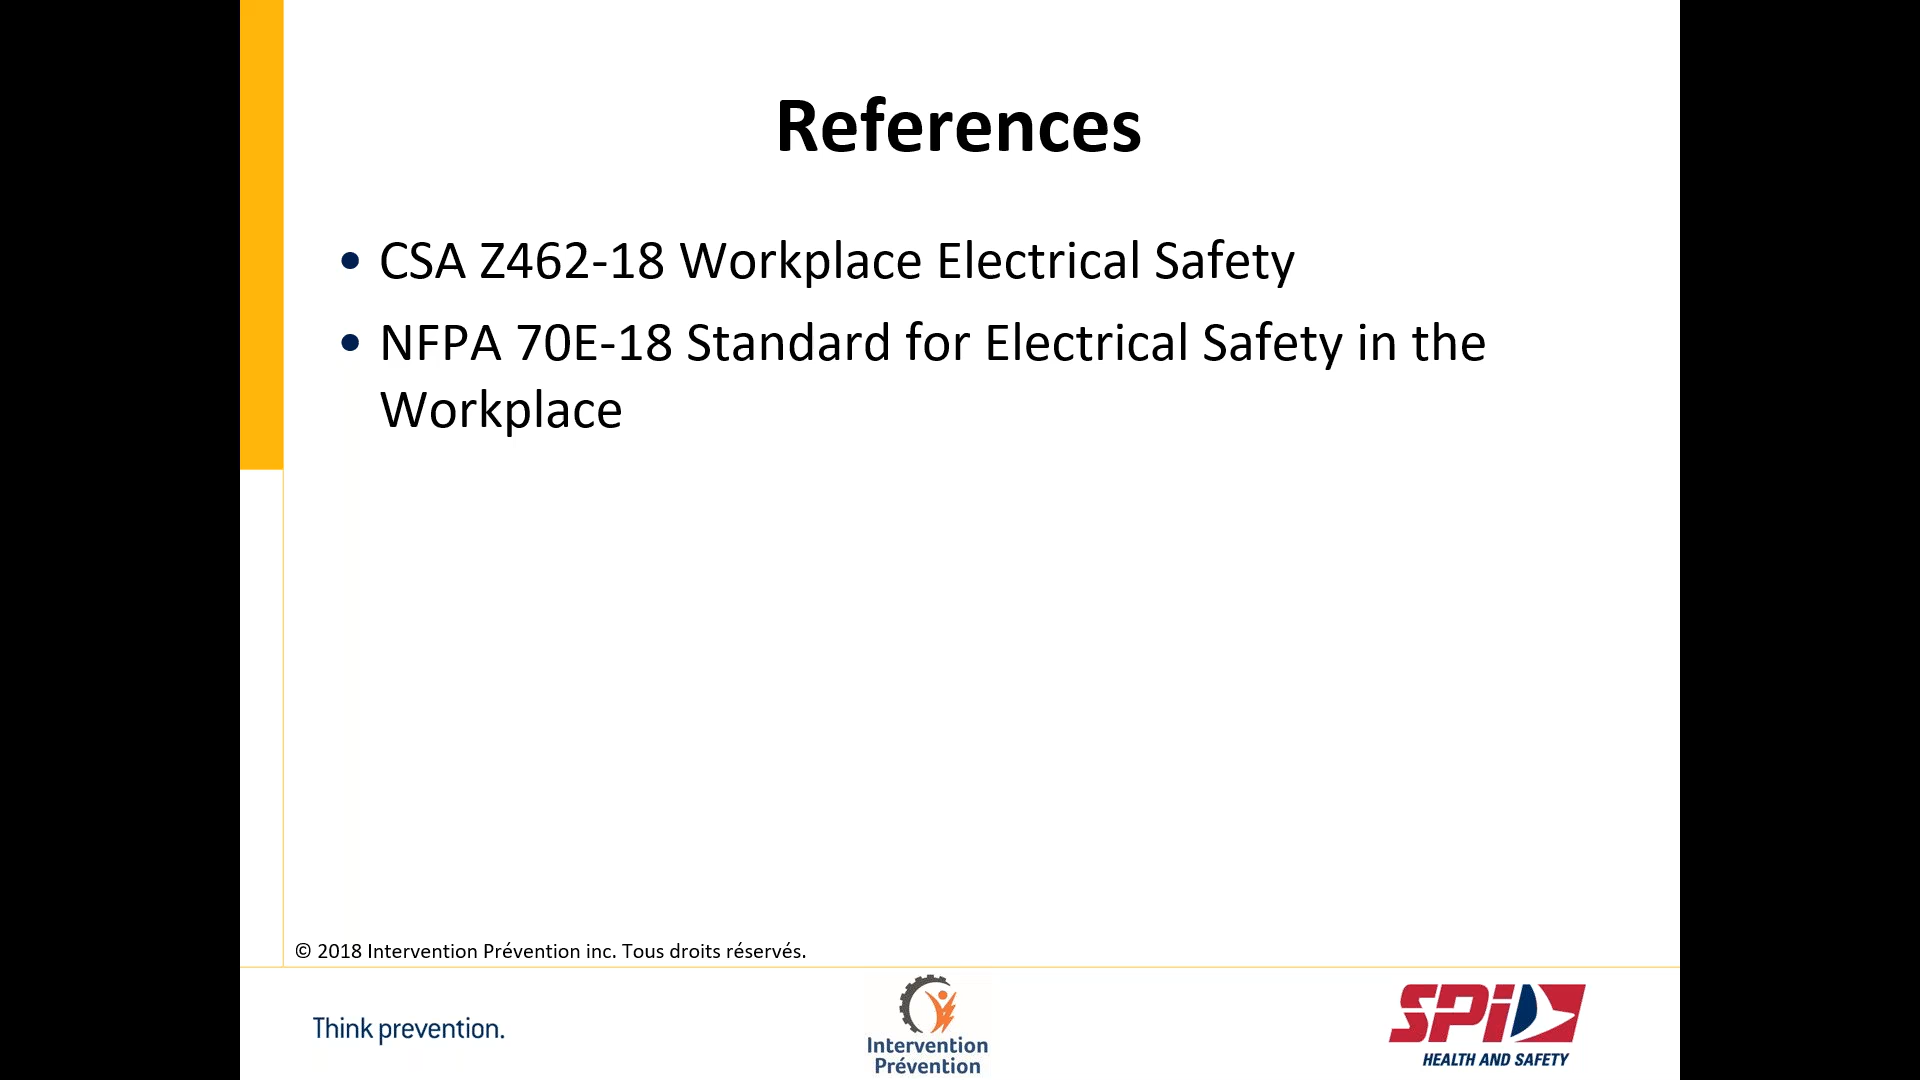 References
• CSA Z462-18 Workplace Electrical Safety
• NFPA 70E-18 Standard for Electrical Safety in the
Workplace
© 2018 Intervention Prévention inc. Tous droits réservés.
Think prevention.
Intervention
Prévention
SPi
HEALTH AND SAFETY